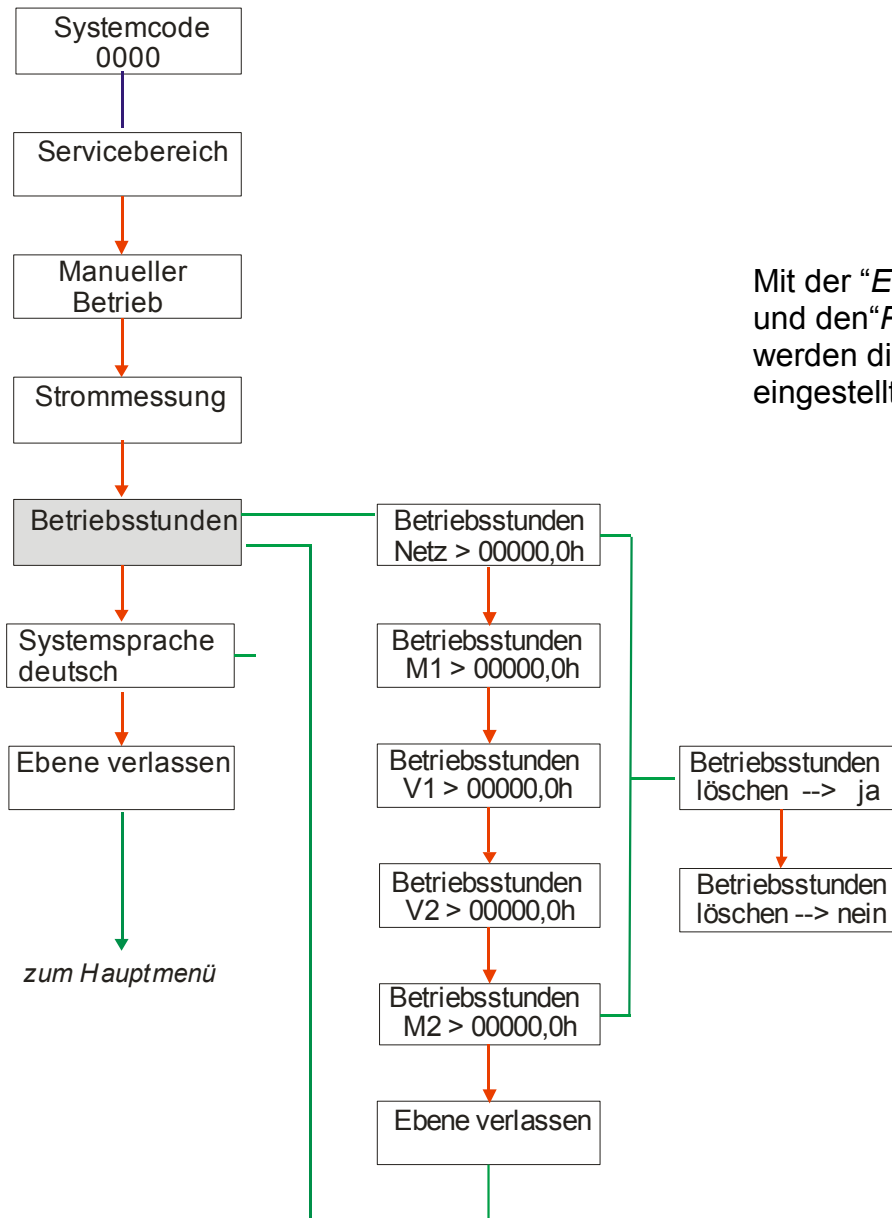 Systemcode
0000
Servicebereich
Manueller
Betrieb
Strommessung
Betriebsstunden
Systemsprache
deutsch
Ebene verlassen
zum Hauptmenü
Mit der “E
und den“
werden di
eingestellt
Betriebsstunden
Netz > 00000,0h
Betriebsstunden
M1 > 00000,0h
Betriebsstunden
V1 > 00000,0h
Betriebsstunden
V2 > 00000,0h
Betriebsstunden
M2 > 00000,0h
Ebene verlassen
Betriebsstunden
löschen --> ja
Betriebsstunden
löschen --> nein